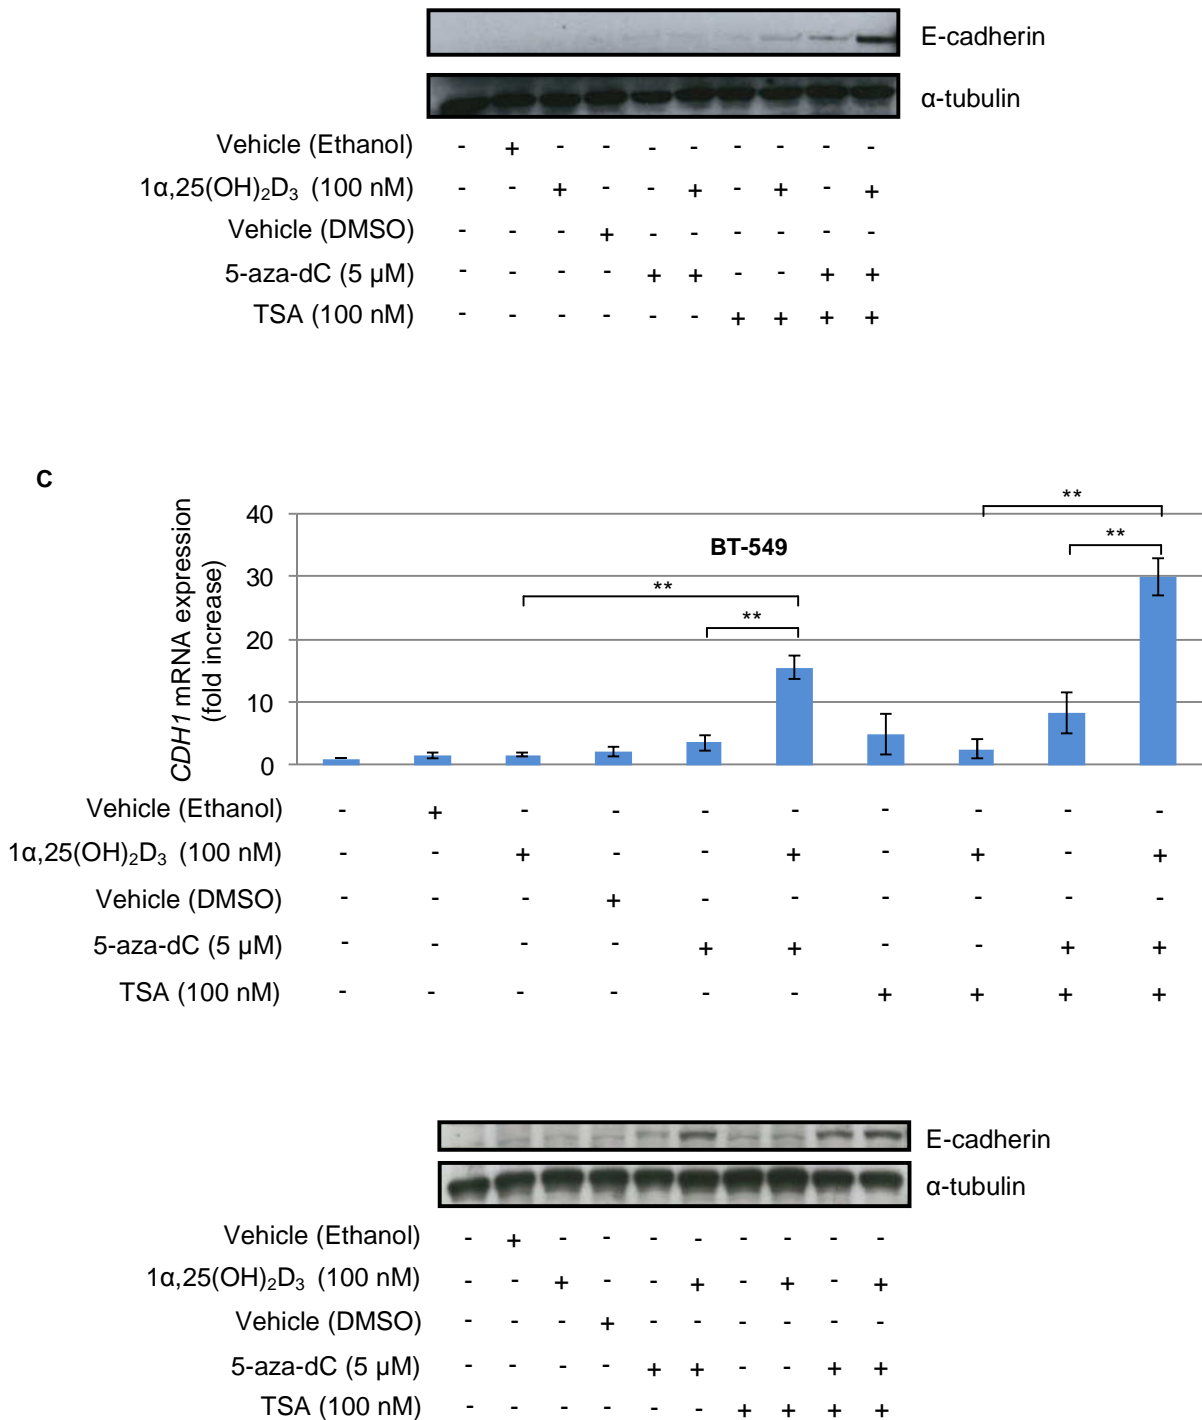 E-cadherin
α-tubulin
Vehicle (Ethanol) - + - - - - - - - -
1α,25(OH)₂D₃ (100 nM) - - + - - + - + - +
Vehicle (DMSO) - - - + - - - - - -
5-aza-dC (5 µM) - - - - + + - - + +
TSA (100 nM) - - - - - - + + + +
C
CDH1 mRNA expression
(fold increase)
40
30
20
10
0
BT-549
**
**
**
**
Vehicle (Ethanol) - + - - - - - - - -
1α,25(OH)₂D₃ (100 nM) - - + - - + - + - +
Vehicle (DMSO) - - - + - - - - - -
5-aza-dC (5 µM) - - - - + + - - + +
TSA (100 nM) - - - - - - + + + +
E-cadherin
α-tubulin
Vehicle (Ethanol) - + - - - - - - - -
1α,25(OH)₂D₃ (100 nM) - - + - - + - + - +
Vehicle (DMSO) - - - + - - - - - -
5-aza-dC (5 µM) - - - - + + - - + +
TSA (100 nM) - - - - - - + + + +